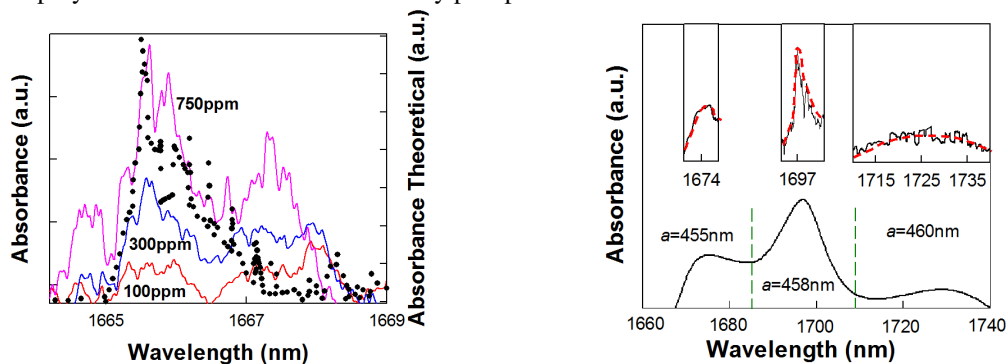 Absorbance (a.u.)
Absorbance Theoretical (a.u.)
750ppm
300ppm
100ppm
1665 1667 1669
Wavelength (nm)
Absorbance (a.u.)
1674 1697 1715 1725 1735
a=455nm
a=460nm
a=458nm
1660 1680 1700 1720 1740
Wavelength (nm)